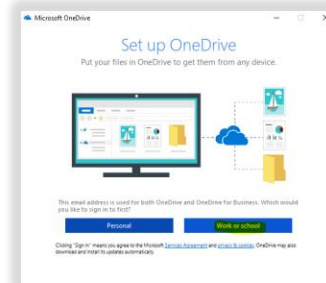 Microsoft OneDrive
Set up OneDrive
Put your files in OneDrive to get them from any device.
This email address is used for both OneDrive and OneDrive for Business. Which would
you like to sign in to first?
Personal
Work or school
Clicking "Sign in" means you agree to the Microsoft Services Agreement and privacy & cookies. OneDrive may also
download and install its updates automatically.